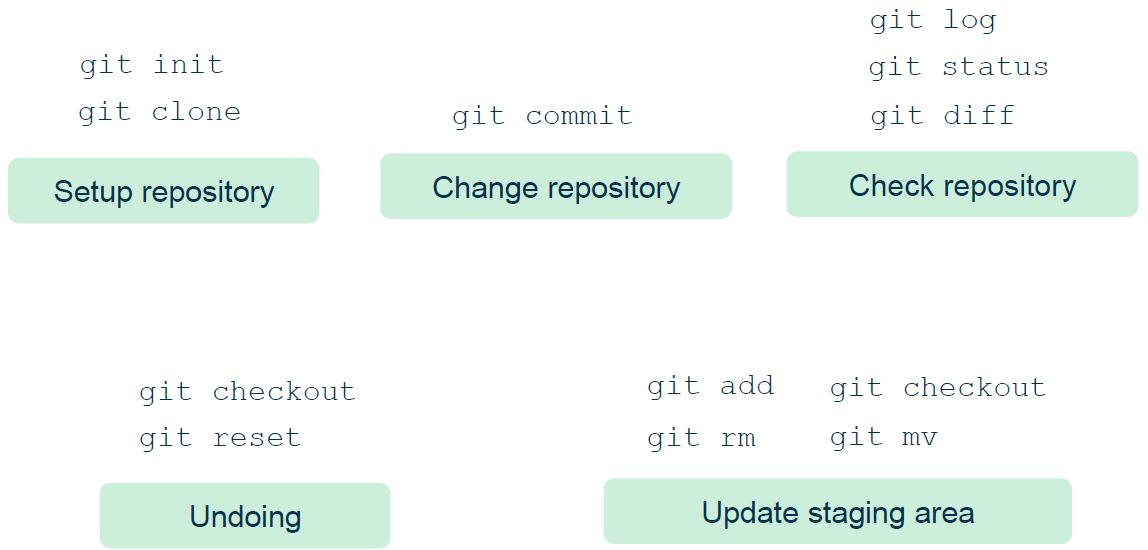 git init
git clone
Setup repository
git commit
Change repository
git log
git status
git diff
Check repository
git checkout
git reset
Undoing
git add git checkout
git rm git mv
Update staging area